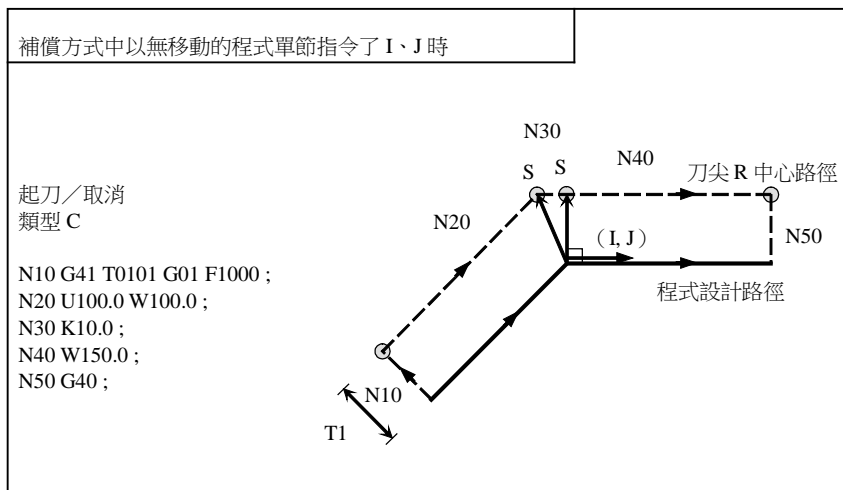 補償方式中以無移動的程式單節指令了 I、J 時
N30
S
S
N40
刀尖 R 中心路徑
起刀／取消
類型 C
N20
（I, J）
N50
N10 G41 T0101 G01 F1000 ;
N20 U100.0 W100.0 ;
N30 K10.0 ;
N40 W150.0 ;
N50 G40 ;
程式設計路徑
N10
T1